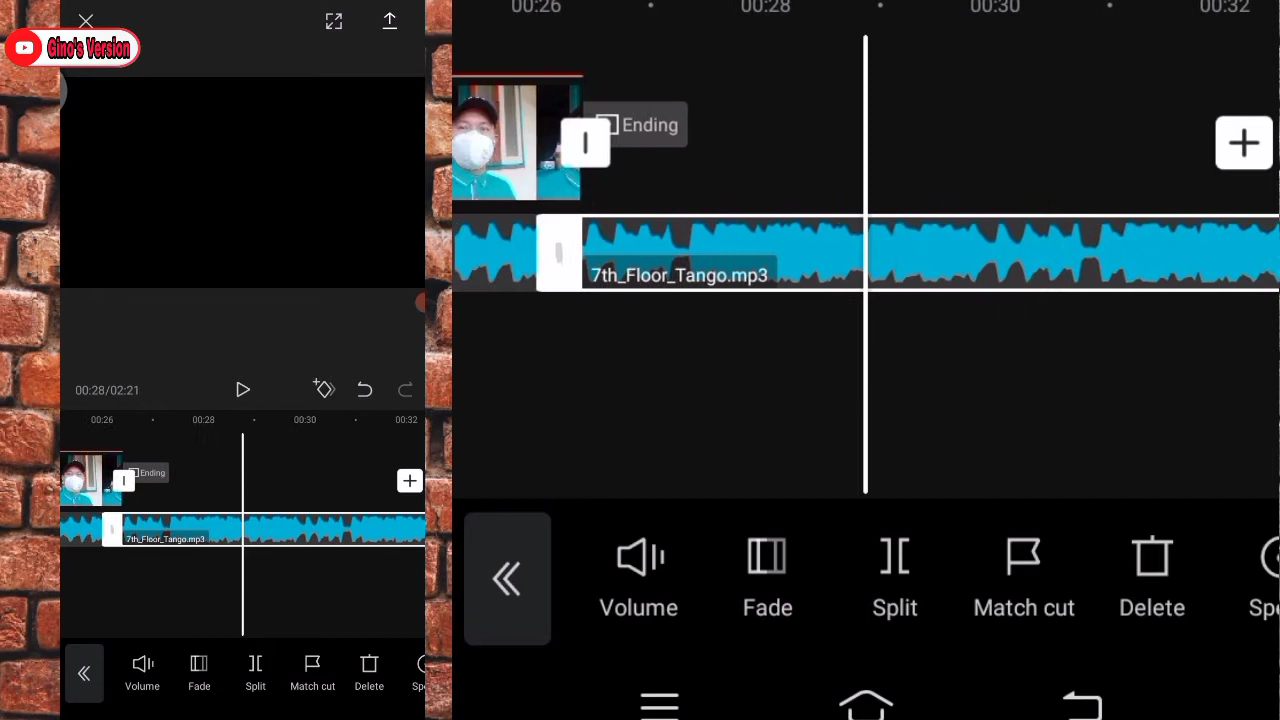 Gino's Version
00:28/02:21
00:26 00:28 00:30 00:32
Ending
7th_Floor_Tango.mp3
Volume Fade Split Match cut Delete Spe
00:26 00:28 00:30 00:32
Ending
7th_Floor_Tango.mp3
Volume Fade Split Match cut Delete Spe